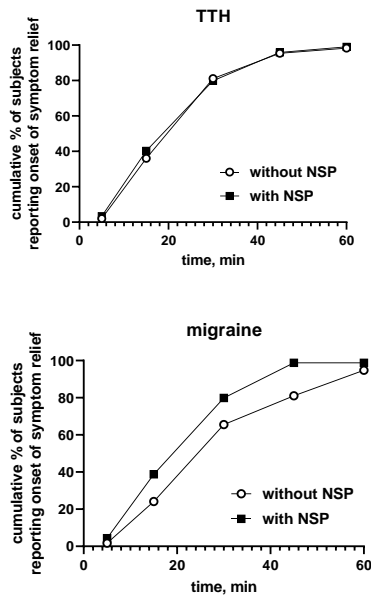 TTH
cumulative % of subjects
reporting onset of symptom relief
100
80
60
40
20
0
without NSP
with NSP
0 20 40 60
time, min
migraine
cumulative % of subjects
reporting onset of symptom relief
100
80
60
40
20
0
without NSP
with NSP
0 20 40 60
time, min